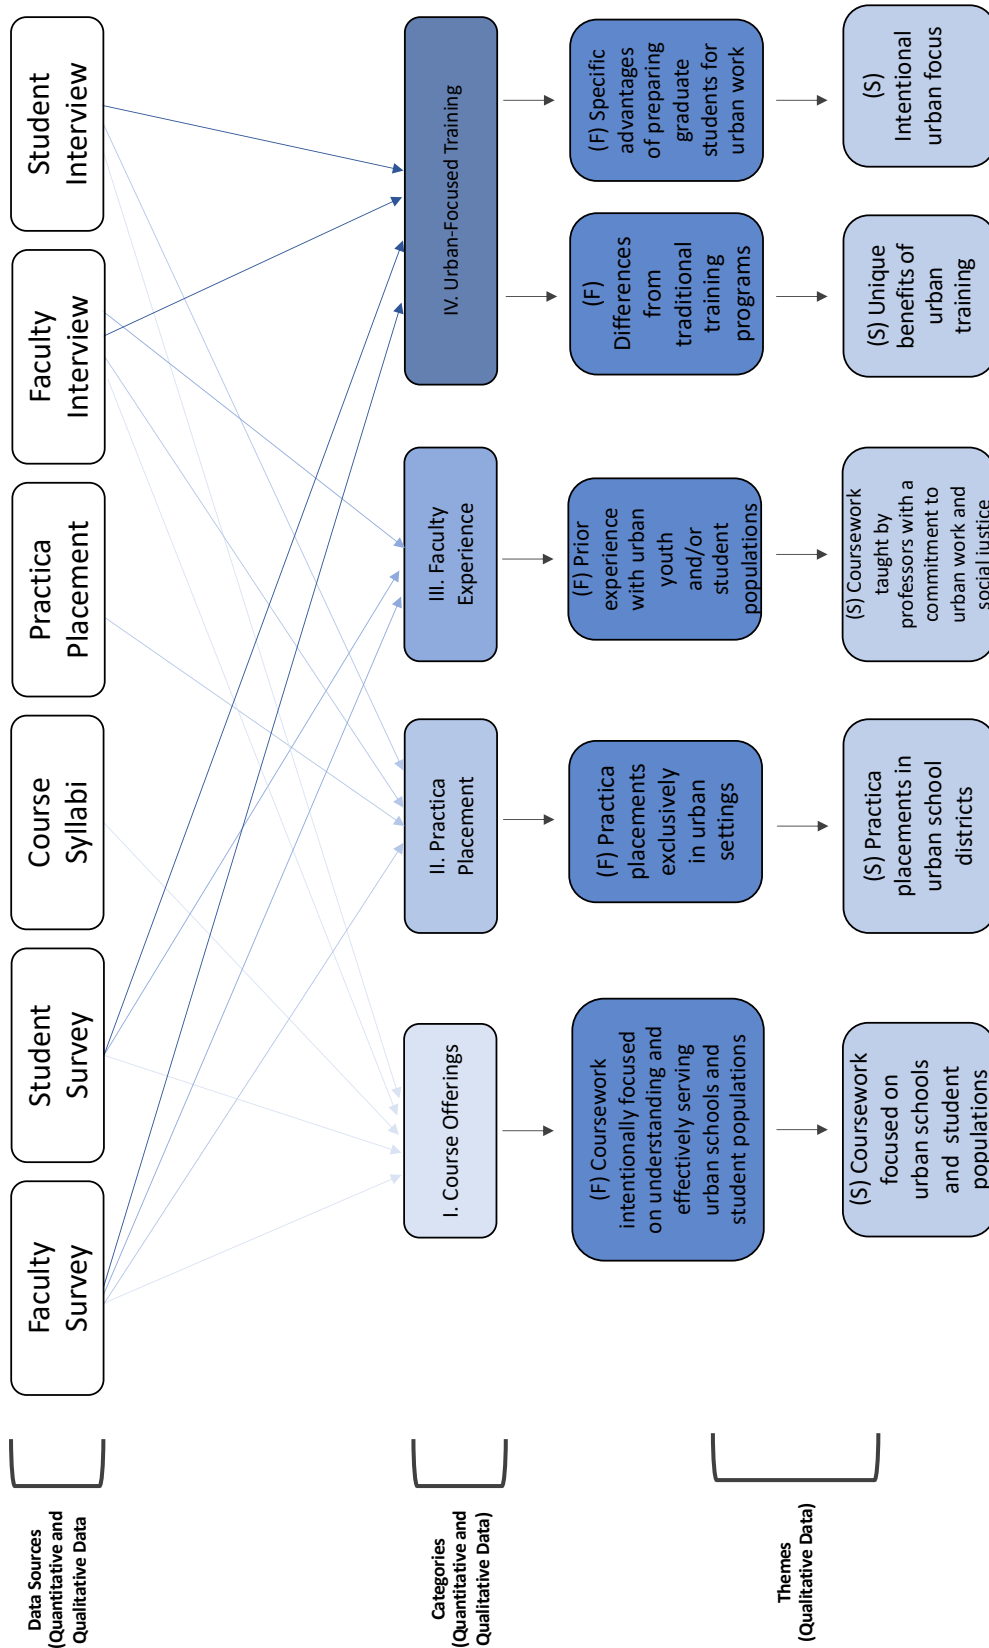 Data Sources
(Quantitative and
Qualitative Data
Faculty
Survey
Student
Survey
Course
Syllabi
Practica
Placement
Faculty
Interview
Student
Interview
Categories
(Quantitative and
Qualitative Data)
I. Course Offerings
II. Practica
Placement
III. Faculty
Experience
IV. Urban-Focused Training
Themes
(Qualitative Data)
(F) Coursework
intentionally focused
on understanding and
effectively serving
urban schools and
student populations
(F) Practica
placements
exclusively
in urban
settings
(F) Prior
experience
with urban
youth
and/or
student
populations
(F)
Differences
from
traditional
training
programs
(F) Specific
advantages
of preparing
graduate
students for
urban work
(S) Coursework
focused on
urban schools
and student
populations
(S) Practica
placements in
urban school
districts
(S) Coursework
taught by
professors with a
commitment to
urban work and
social justice
(S) Unique
benefits of
urban
training
(S)
Intentional
urban focus